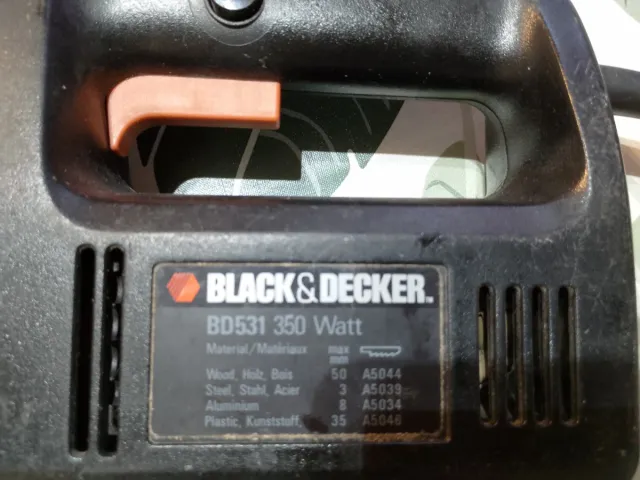 BLACK&DECKER™
BD531 350 Watt
Material/Matériaux max mm
Wood, Holz, Bois 50 A5044
Steel, Stahl, Acier 3 A5039
Aluminium 8 A5034
Plastic, Kunststoff, 35 A5046